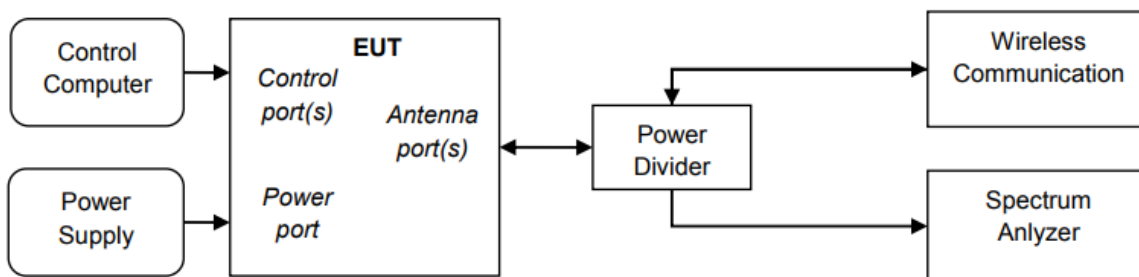 Control
Computer
Power
Supply
EUT
Control
port(s)
Antenna
port(s)
Power
port
Power
Divider
Wireless
Communication
Spectrum
Anlyzer